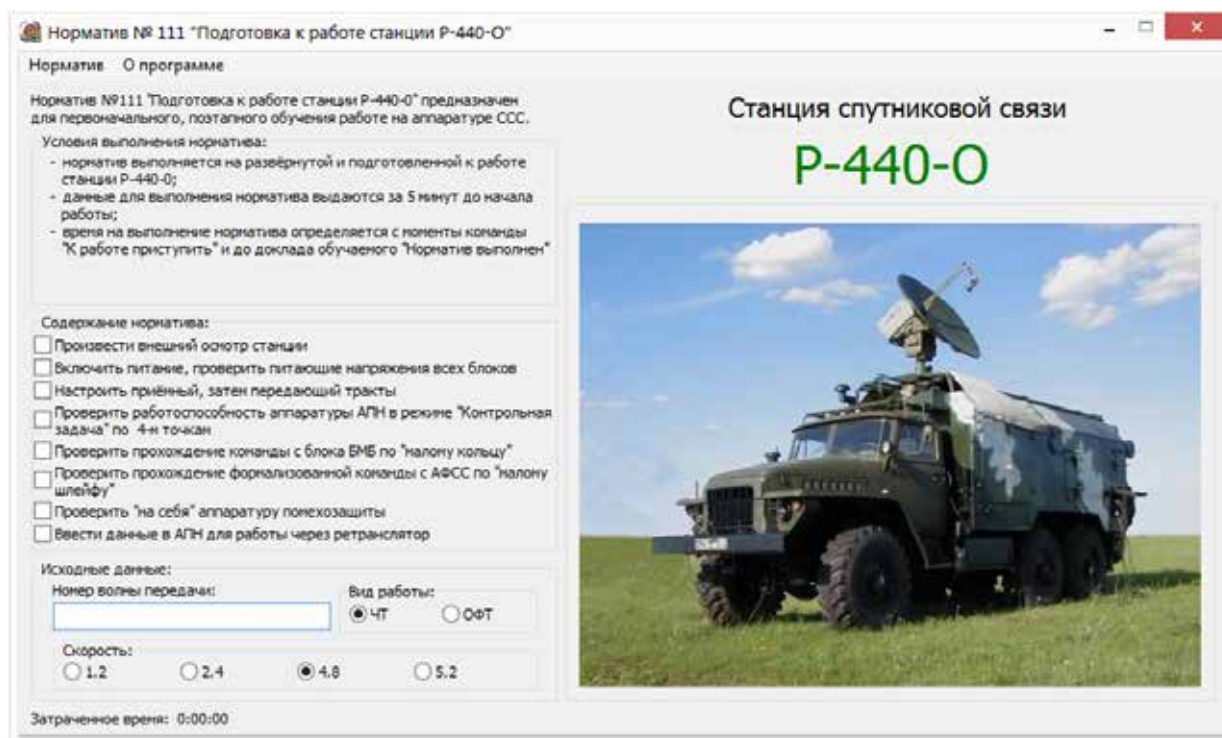 Норматив № 111 "Подготовка к работе станции Р-440-О"
Норматив О программе
Норматив №111 "Подготовка к работе станции Р-440-0" предназначен
для первоначального, поэтапного обучения работе на аппаратуре ССС.
Условия выполнения норматива:
- норматив выполняется на развёрнутой и подготовленной к работе
станции Р-440-0;
- данные для выполнения норматива выдаются за 5 минут до начала
работы;
- время на выполнение норматива определяется с моменты команды
"К работе приступить" и до доклада обучаемого "Норматив выполнен"
Содержание норматива:
Произвести внешний осмотр станции
Включить питание, проверить питающие напряжения всех блоков
Настроить приёмный, затем передающий тракты
Проверить работоспособность аппаратуры АПН в режиме "Контрольная
задача" по 4-м точкам
Проверить прохождение команды с блока БМБ по "малому кольцу"
Проверить прохождение формализованной команды с АФСС по "малому
шлейфу"
Проверить "на себя" аппаратуру помехозащиты
Ввести данные в АПН для работы через ретранслятор
Исходные данные:
Номер волны передачи:
Вид работы:
ЧТ ОФТ
Скорость:
1.2 2.4 4.8 5.2
Затраченное время: 0:00:00
Станция спутниковой связи
Р-440-О